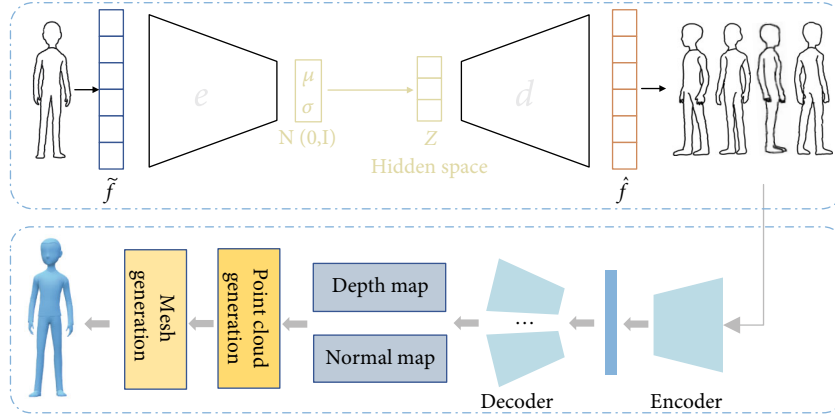 e
μ
σ
N (0,I)
Z
Hidden space
d
f̃
f̂
Mesh
generation
Point cloud
generation
Depth map
Normal map
...
Decoder
Encoder